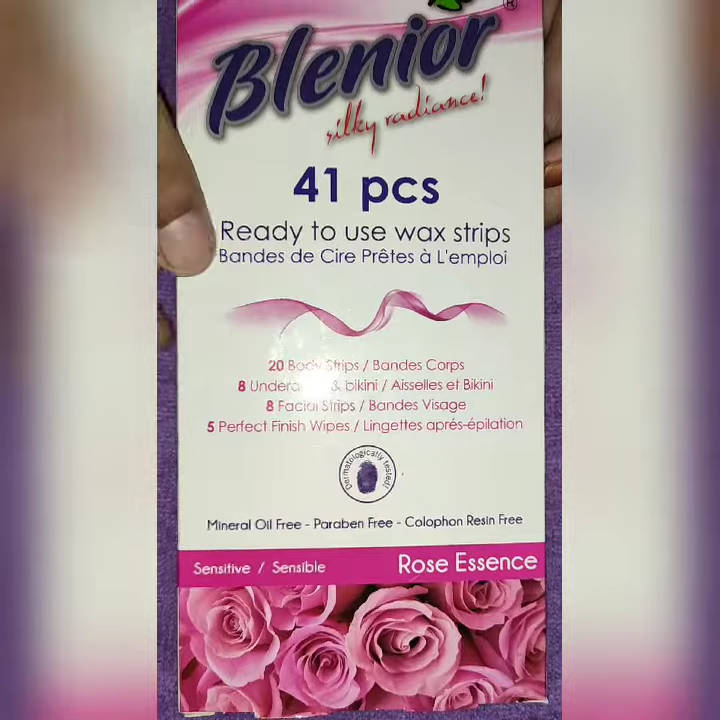 Blenior ®
silky radiance!
41 pcs
Ready to use wax strips
Bandes de Cire Prêtes à L'emploi
20 Body Strips / Bandes Corps
8 & bikini / Aisselles et Bikini
8 Facial Strips / Bandes Visage
5 Perfect Finish Wipes / Lingettes aprés-épilation
Dermatologically tested!
Mineral Oil Free - Paraben Free - Colophon Resin Free
Sensitive / Sensible
Rose Essence